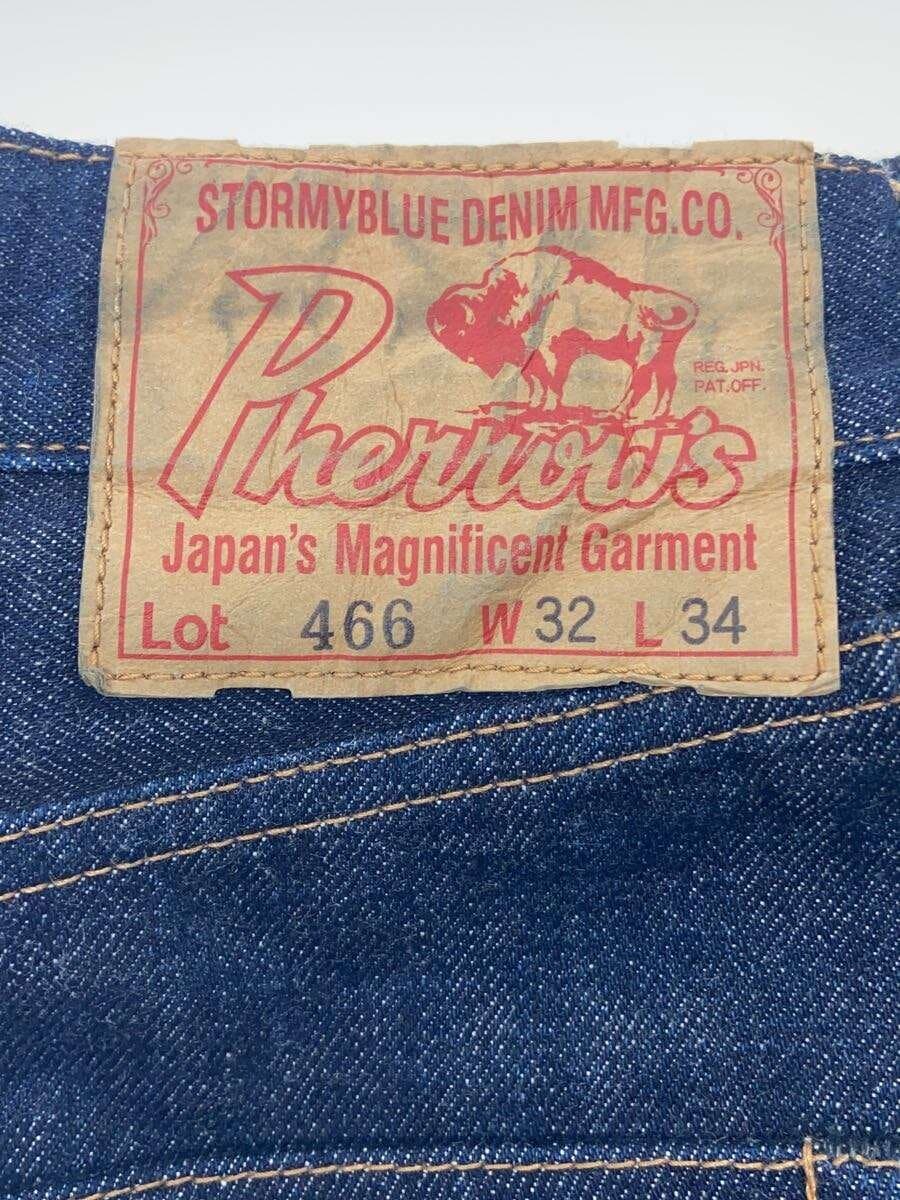 STORMYBLUE DENIM MFG.CO.
Pherrow's
REG. JPN.
PAT. OFF.
Japan's Magnificent Garment
Lot 466 W 32 L 34